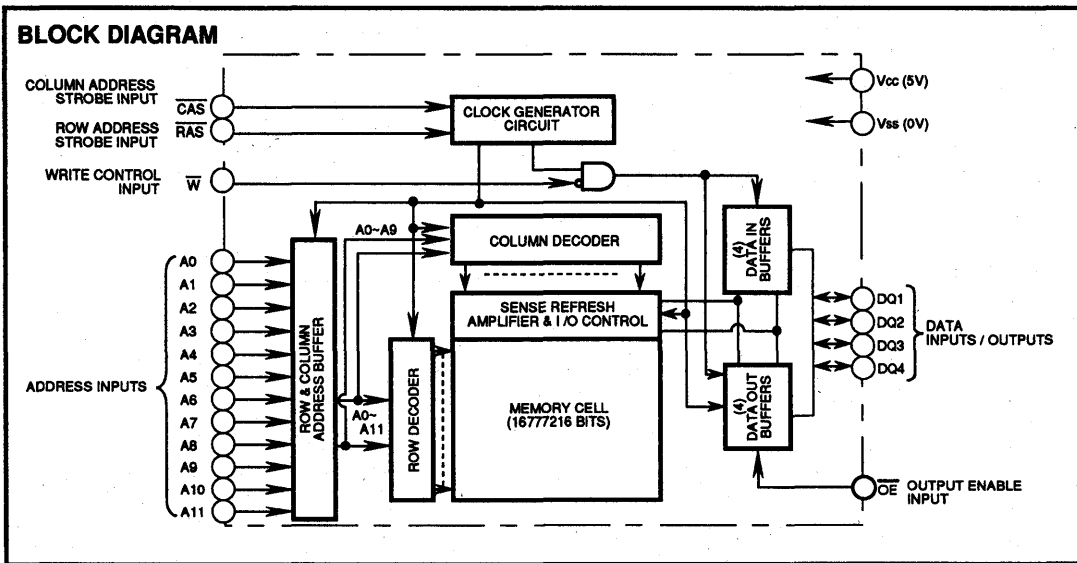 BLOCK DIAGRAM
COLUMN ADDRESS
STROBE INPUT
CAS
ROW ADDRESS
STROBE INPUT
RAS
WRITE CONTROL
INPUT
W
CLOCK GENERATOR
CIRCUIT
Vcc (5V)
Vss (0V)
A0~A9
COLUMN DECODER
SENSE REFRESH
AMPLIFIER & I /O CONTROL
MEMORY CELL
(16777216 BITS)
ADDRESS INPUTS
A0
A1
A2
A3
A4
A5
A6
A7
A8
A9
A10
A11
ROW & COLUMN
ADDRESS BUFFER
A0~
A11
ROW DECODER
(4)
DATA IN
BUFFERS
(4)
DATA OUT
BUFFERS
DQ1
DQ2
DQ3
DQ4
DATA
INPUTS / OUTPUTS
OE
OUTPUT ENABLE
INPUT